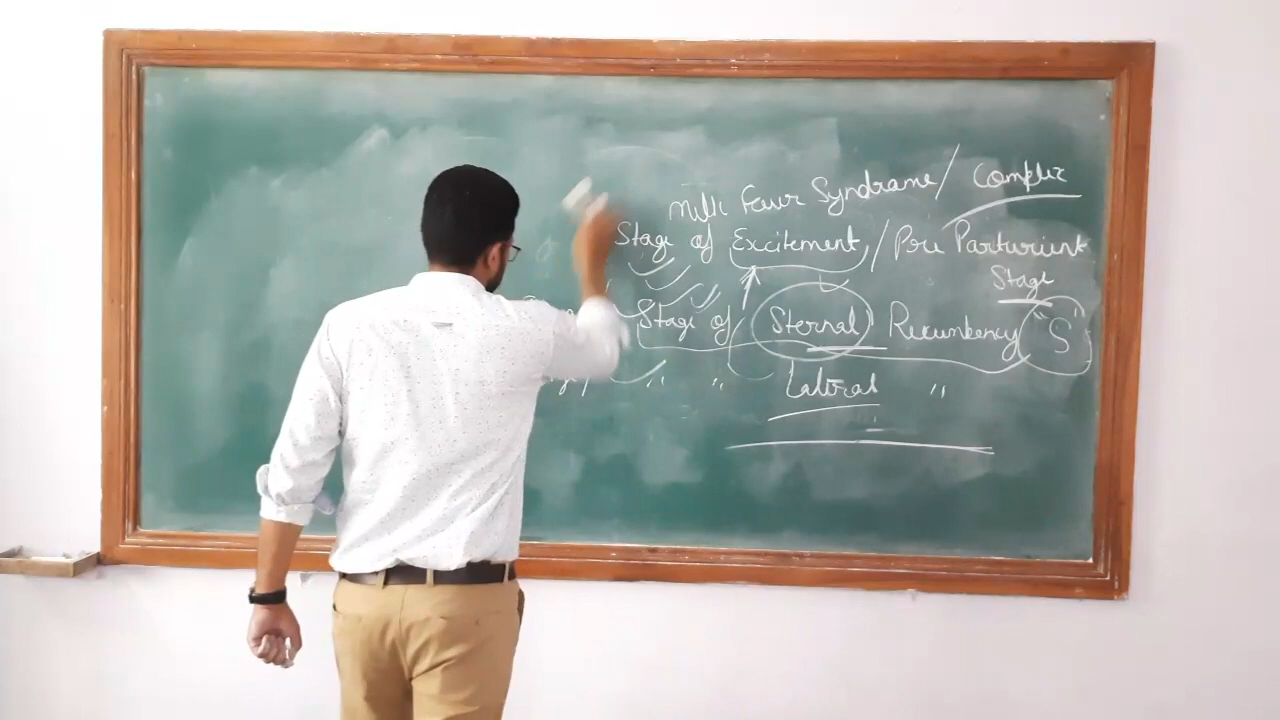 Milk Fever Syndrome / Complex
Stage of Excitement / Pre Parturient
Stage
Stage of Sternal Recumbency "S"
" " Lateral "